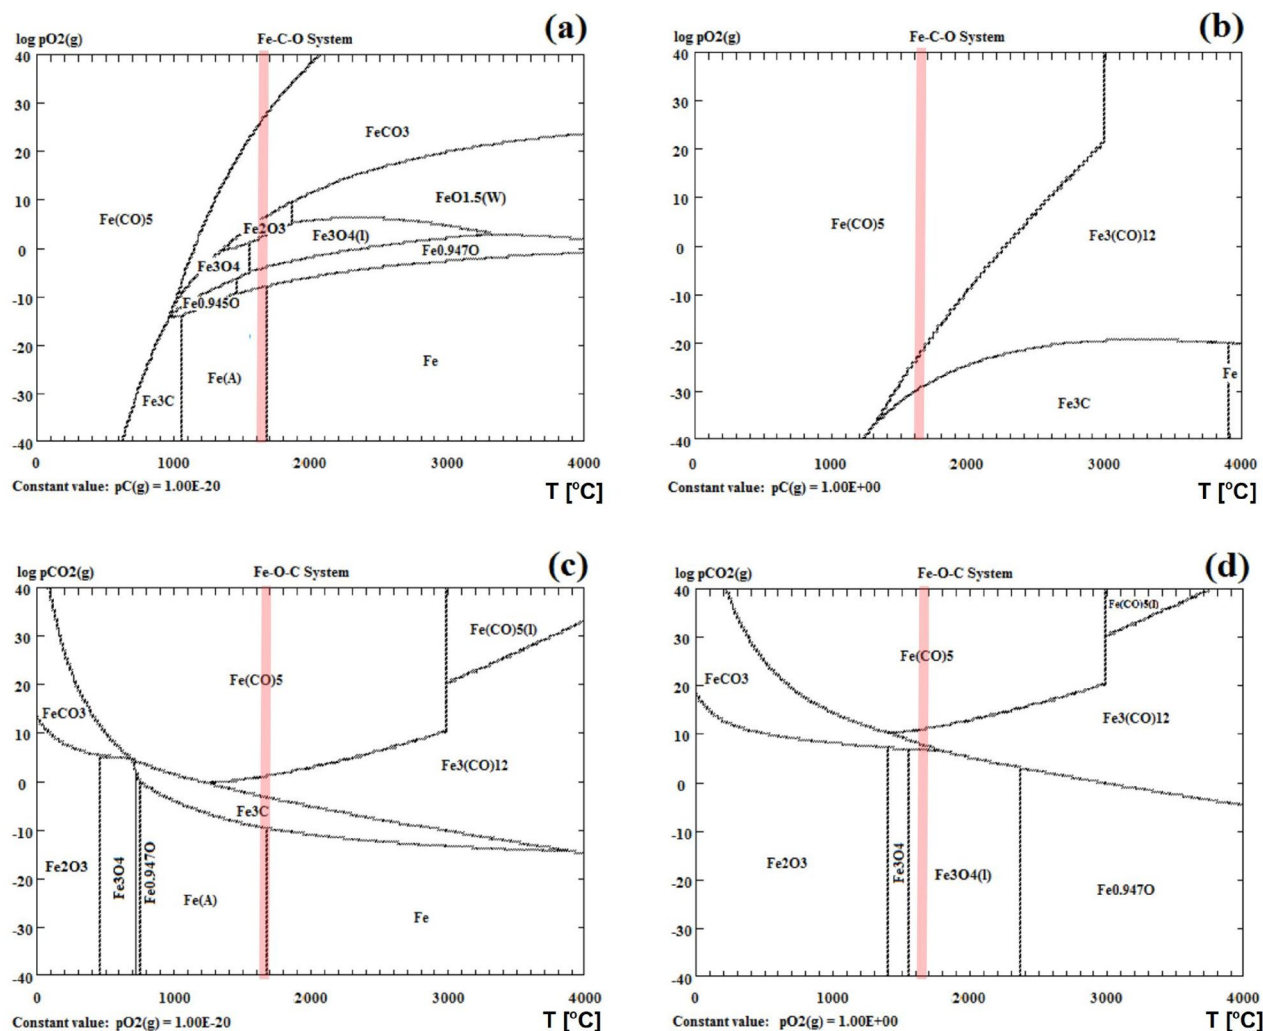 (a)
log pO2(g)
Fe-C-O System
40
30
20
10
0
-10
-20
-30
-40
FeCO3
Fe(CO)5
FeO1.5(W)
Fe2O3
Fe3O4(l)
Fe0.947O
Fe3O4
Fe0.945O
Fe
Fe(A)
Fe3C
0
1000
2000
3000
4000
Constant value: pC(g) = 1.00E-20
T [ºC]
(b)
log pO2(g)
Fe-C-O System
40
30
20
10
0
-10
-20
-30
-40
Fe(CO)5
Fe3(CO)12
Fe
Fe3C
0
1000
2000
3000
4000
Constant value: pC(g) = 1.00E+00
T [ºC]
(c)
log pCO2(g)
Fe-O-C System
40
30
20
10
0
-10
-20
-30
-40
Fe(CO)5(l)
Fe(CO)5
FeCO3
Fe3(CO)12
Fe3C
Fe2O3
Fe3O4
Fe0.947O
Fe(A)
Fe
0
1000
2000
3000
4000
Constant value: pO2(g) = 1.00E-20
T [ºC]
(d)
log pCO2(g)
Fe-O-C System
40
30
20
10
0
-10
-20
-30
-40
Fe(CO)5(l)
Fe(CO)5
FeCO3
Fe3(CO)12
Fe2O3
Fe3O4
Fe3O4(l)
Fe0.947O
0
1000
2000
3000
4000
Constant value: pO2(g) = 1.00E+00
T [ºC]